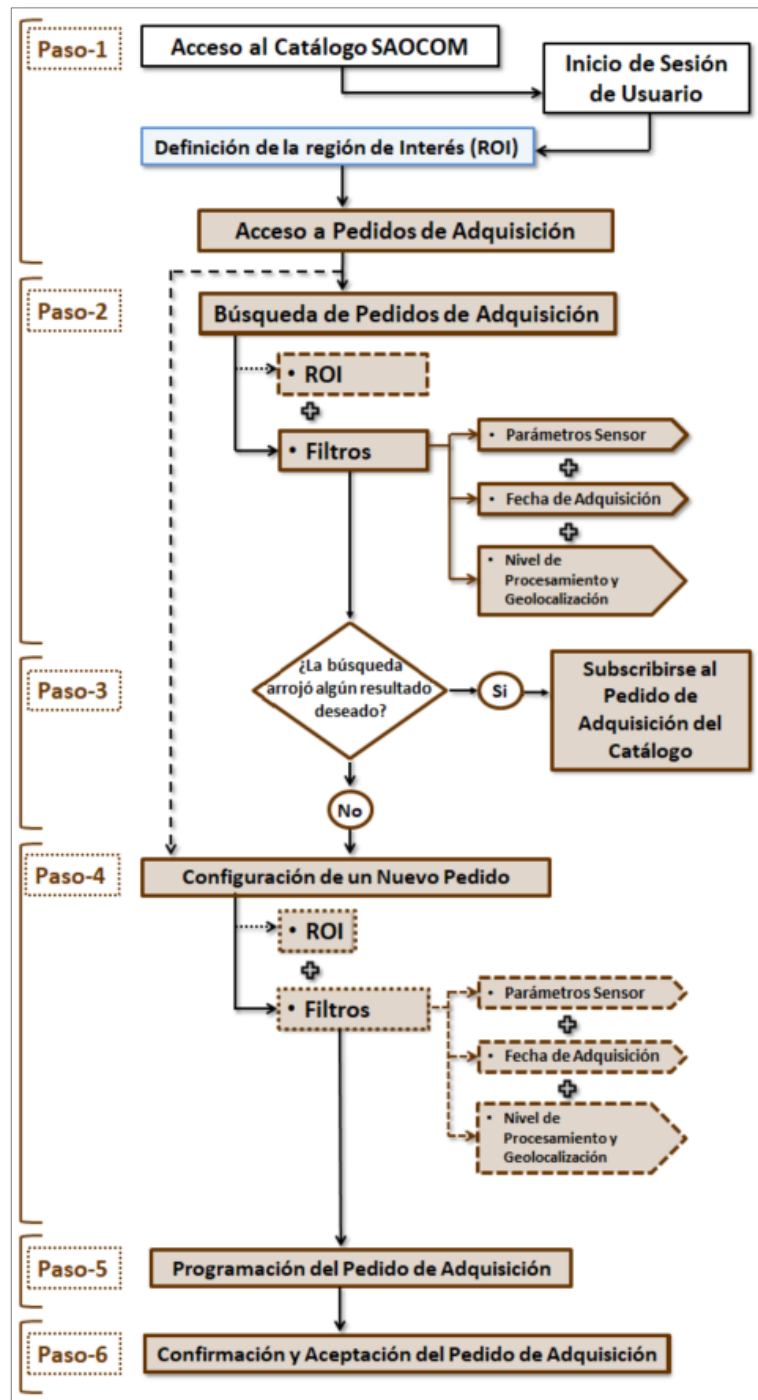 Paso-1
Acceso al Catálogo SAOCOM
Inicio de Sesión
de Usuario
Definición de la región de Interés (ROI)
Acceso a Pedidos de Adquisición
Paso-2
Búsqueda de Pedidos de Adquisición
• ROI
• Filtros
• Parámetros Sensor
• Fecha de Adquisición
• Nivel de
Procesamiento y
Geolocalización
Paso-3
¿La búsqueda
arrojó algún resultado
deseado?
Si
Subscribirse al
Pedido de
Adquisición del
Catálogo
No
Paso-4
Configuración de un Nuevo Pedido
• ROI
• Filtros
• Parámetros Sensor
• Fecha de Adquisición
• Nivel de
Procesamiento y
Geolocalización
Paso-5
Programación del Pedido de Adquisición
Paso-6
Confirmación y Aceptación del Pedido de Adquisición